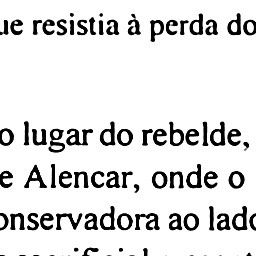 ue resistia à perda do
o lugar do rebelde,
e Alencar, onde o
onservadora ao lado